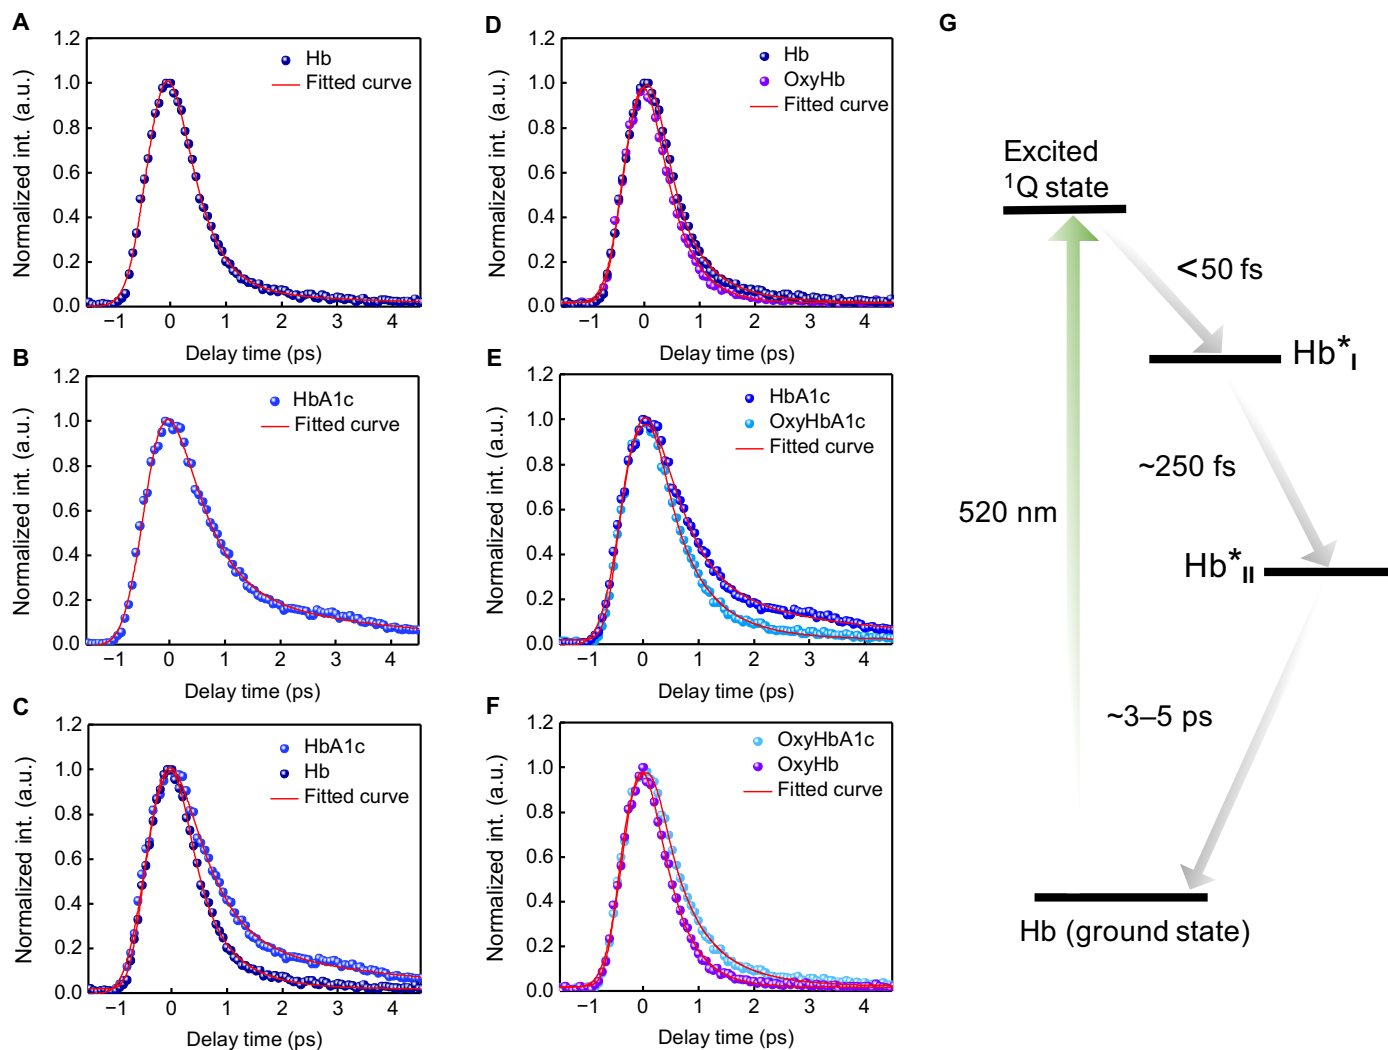 A
Normalized int. (a.u.)
1.2
1.0
0.8
0.6
0.4
0.2
0.0
Hb
Fitted curve
−1 0 1 2 3 4
Delay time (ps)
B
Normalized int. (a.u.)
1.2
1.0
0.8
0.6
0.4
0.2
0.0
HbA1c
Fitted curve
−1 0 1 2 3 4
Delay time (ps)
C
Normalized int. (a.u.)
1.2
1.0
0.8
0.6
0.4
0.2
0.0
HbA1c
Hb
Fitted curve
−1 0 1 2 3 4
Delay time (ps)
D
Normalized int. (a.u.)
1.2
1.0
0.8
0.6
0.4
0.2
0.0
Hb
OxyHb
Fitted curve
−1 0 1 2 3 4
Delay time (ps)
E
Normalized int. (a.u.)
1.2
1.0
0.8
0.6
0.4
0.2
0.0
HbA1c
OxyHbA1c
Fitted curve
−1 0 1 2 3 4
Delay time (ps)
F
Normalized int. (a.u.)
1.2
1.0
0.8
0.6
0.4
0.2
0.0
OxyHbA1c
OxyHb
Fitted curve
−1 0 1 2 3 4
Delay time (ps)
G
Excited
¹Q state
<50 fs
Hb*I
~250 fs
520 nm
Hb*II
~3–5 ps
Hb (ground state)